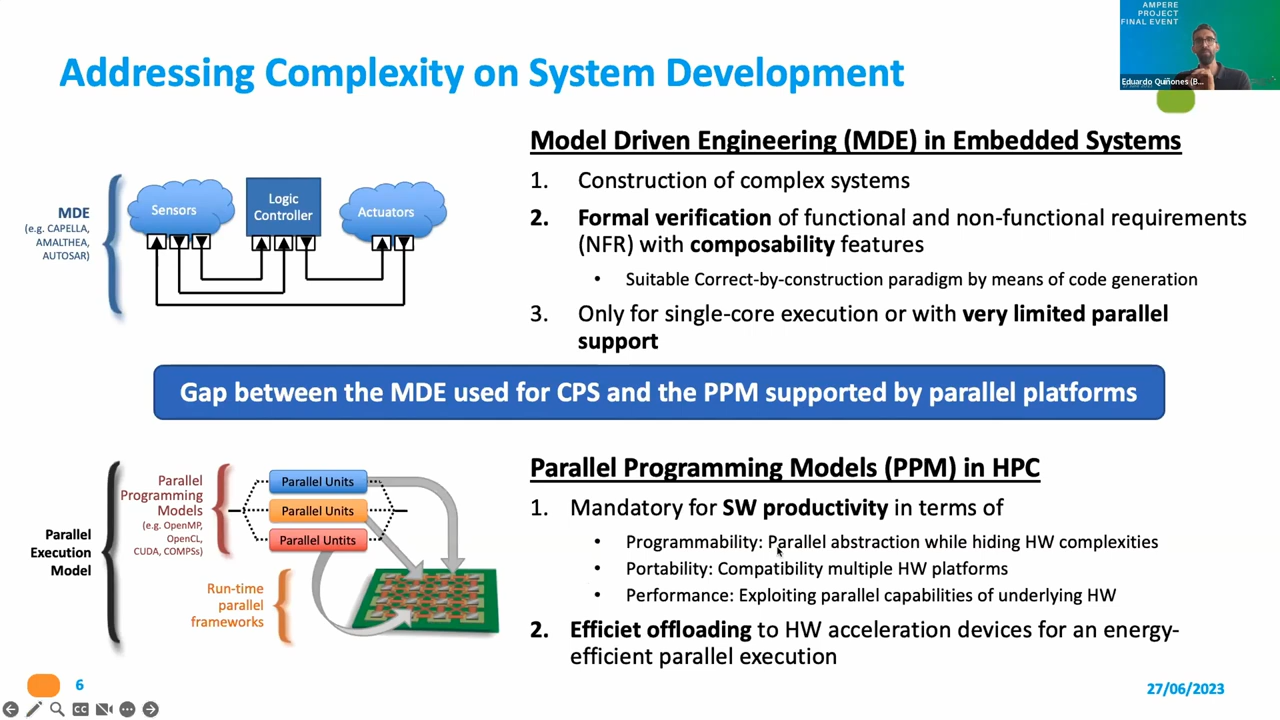 AMPERE
PROJECT
FINAL EVENT
Eduardo Quiñones (B...
Addressing Complexity on System Development
MDE
(e.g. CAPELLA,
AMALTHEA,
AUTOSAR)
Sensors
Logic
Controller
Actuators
Model Driven Engineering (MDE) in Embedded Systems
1. Construction of complex systems
2. Formal verification of functional and non-functional requirements
(NFR) with composability features
• Suitable Correct-by-construction paradigm by means of code generation
3. Only for single-core execution or with very limited parallel
support
Gap between the MDE used for CPS and the PPM supported by parallel platforms
Parallel
Execution
Model
Parallel
Programming
Models
(e.g. OpenMP,
OpenCL,
CUDA, COMPSs)
Parallel Units
Parallel Units
Parallel Untits
Run-time
parallel
frameworks
Parallel Programming Models (PPM) in HPC
1. Mandatory for SW productivity in terms of
• Programmability: Parallel abstraction while hiding HW complexities
• Portability: Compatibility multiple HW platforms
• Performance: Exploiting parallel capabilities of underlying HW
2. Efficiet offloading to HW acceleration devices for an energy-
efficient parallel execution
6
27/06/2023
CC